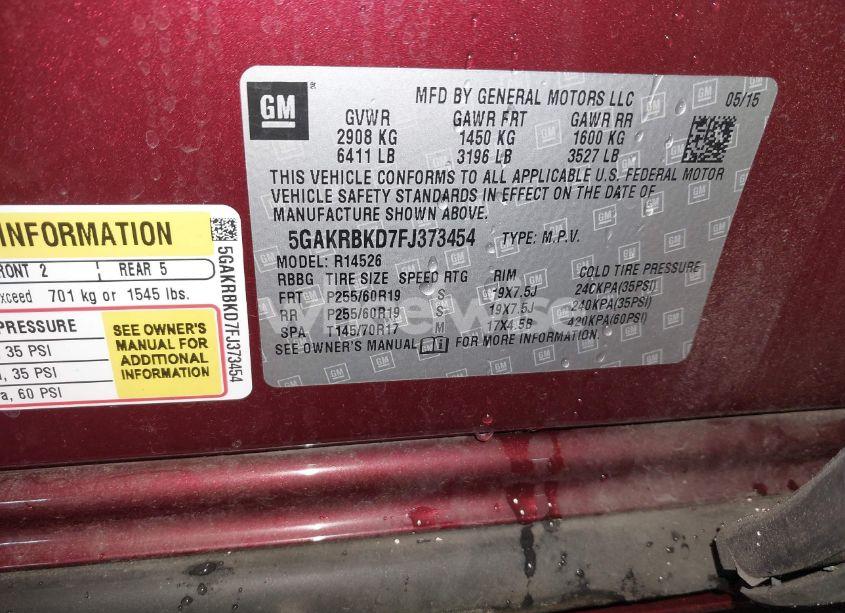 GM
MFD BY GENERAL MOTORS LLC 05/15
GVWR GAWR FRT GAWR RR
2908 KG 1450 KG 1600 KG
6411 LB 3196 LB 3527 LB
THIS VEHICLE CONFORMS TO ALL APPLICABLE U.S. FEDERAL MOTOR
VEHICLE SAFETY STANDARDS IN EFFECT ON THE DATE OF
MANUFACTURE SHOWN ABOVE.
5GAKRBKD7FJ373454 TYPE: M.P.V.
MODEL: R14526
RBBG TIRE SIZE SPEED RTG RIM COLD TIRE PRESSURE
FRT P255/60R19 S 19X7.5J 240KPA(35PSI)
RR P255/60R19 S 19X7.5J 240KPA(35PSI)
SPA T145/70R17 M 17X4.5B 420KPA(60PSI)
SEE OWNER'S MANUAL FOR MORE INFORMATION.
INFORMATION
FRONT 2 REAR 5
exceed 701 kg or 1545 lbs.
PRESSURE
, 35 PSI
, 35 PSI
a, 60 PSI
SEE OWNER'S
MANUAL FOR
ADDITIONAL
INFORMATION
5GAKRBKD7FJ373454